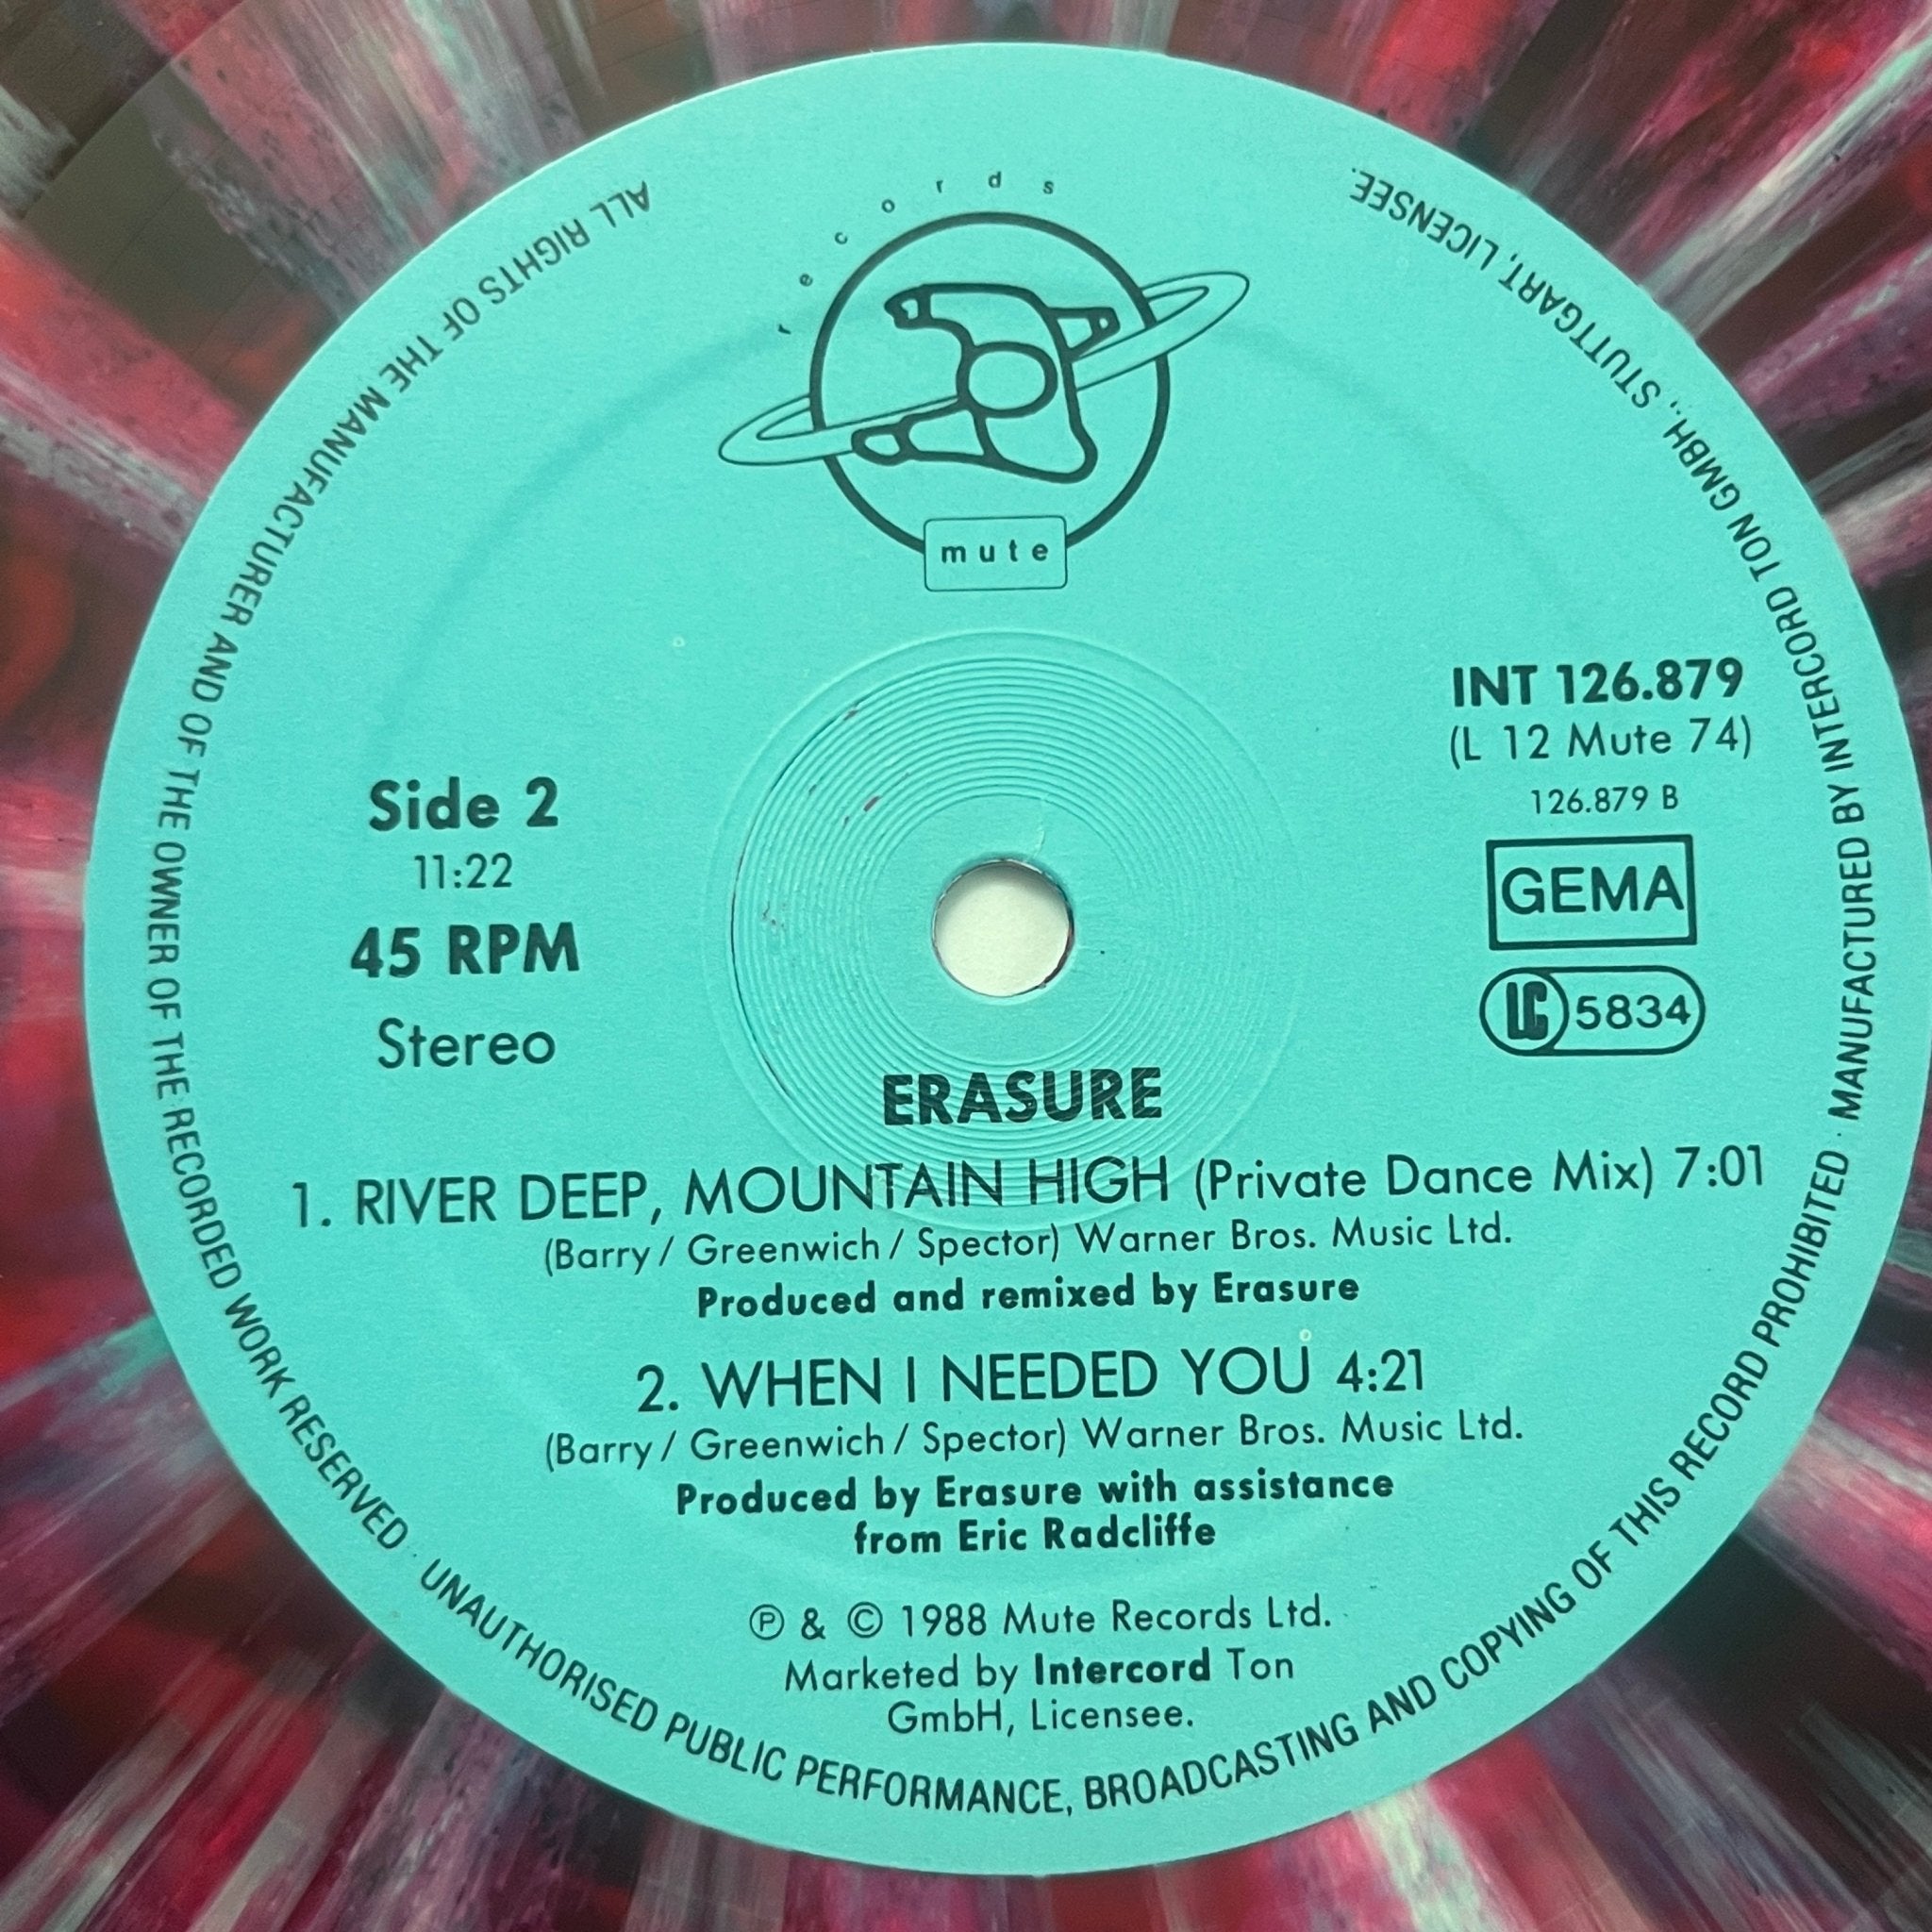 records
mute
INT 126.879
(L 12 Mute 74)
126.879 B
GEMA
LC 5834
Side 2
11:22
45 RPM
Stereo
ERASURE
1. RIVER DEEP, MOUNTAIN HIGH (Private Dance Mix) 7:01
(Barry / Greenwich / Spector) Warner Bros. Music Ltd.
Produced and remixed by Erasure
2. WHEN I NEEDED YOU 4:21
(Barry / Greenwich / Spector) Warner Bros. Music Ltd.
Produced by Erasure with assistance
from Eric Radcliffe
Ⓟ & © 1988 Mute Records Ltd.
Marketed by Intercord Ton
GmbH, Licensee.
ALL RIGHTS OF THE MANUFACTURER AND OF THE OWNER OF THE RECORDED WORK RESERVED · UNAUTHORISED PUBLIC PERFORMANCE, BROADCASTING AND COPYING OF THIS RECORD PROHIBITED · MANUFACTURED BY INTERCORD TON GMBH., STUTTGART, LICENSEE.